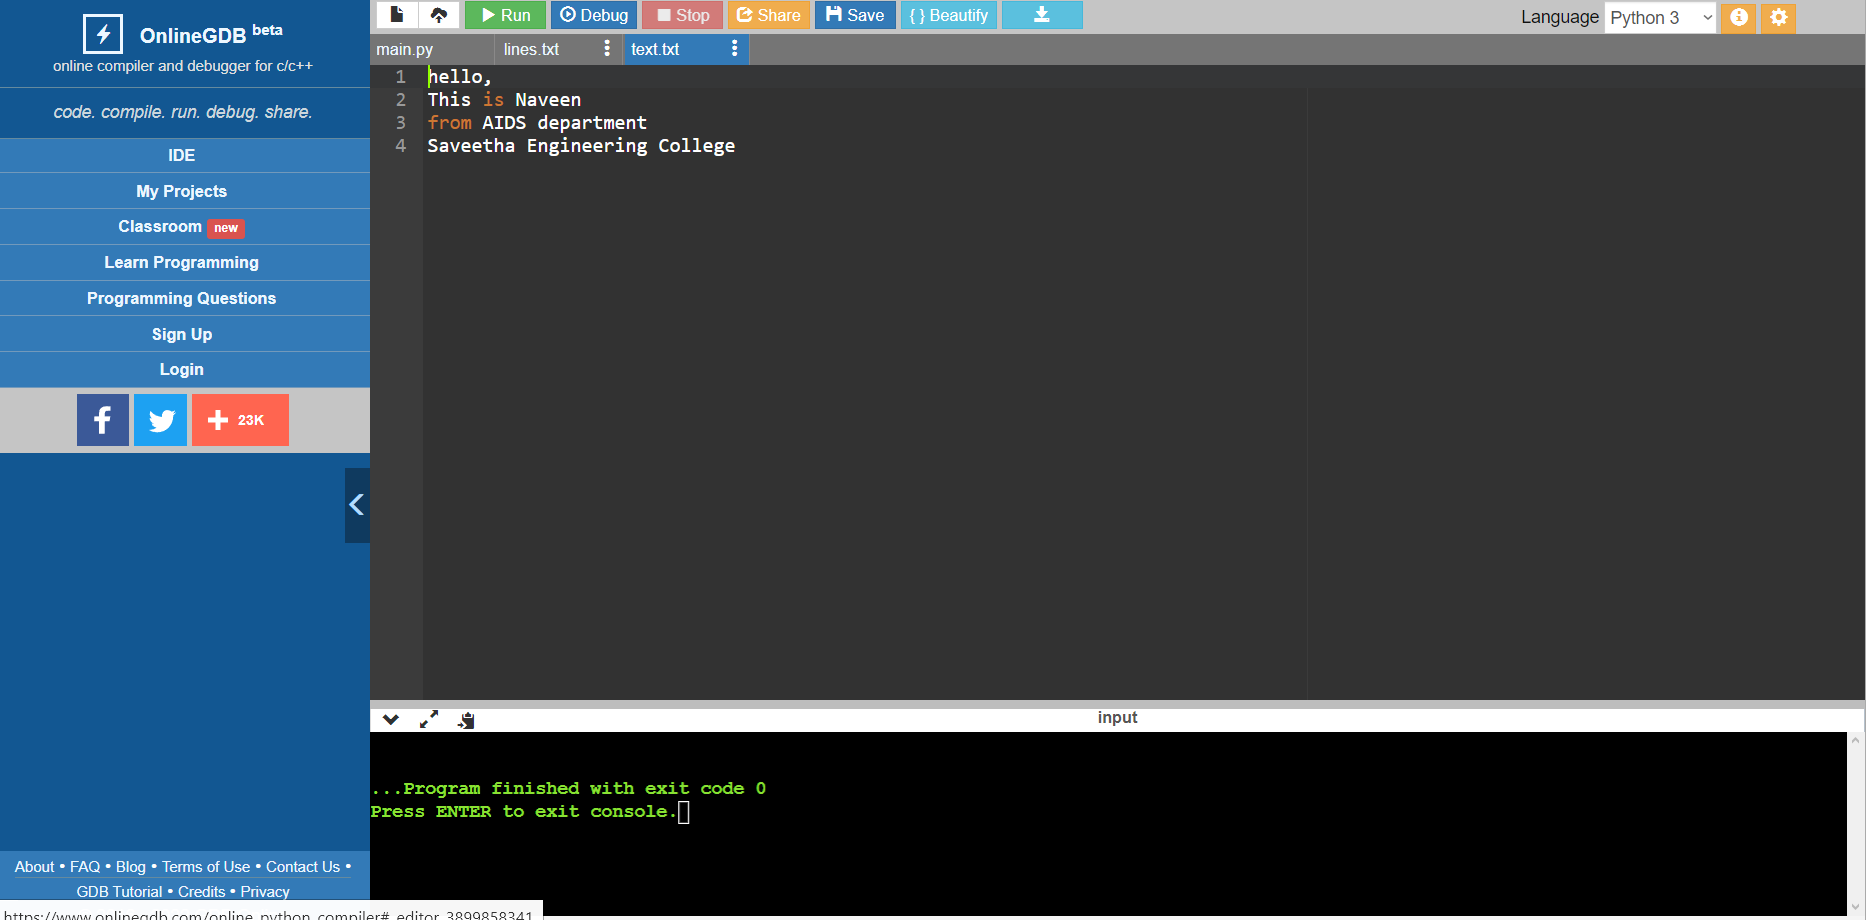 OnlineGDB beta
online compiler and debugger for c/c++
code. compile. run. debug. share.
IDE
My Projects
Classroom new
Learn Programming
Programming Questions
Sign Up
Login
23K
About • FAQ • Blog • Terms of Use • Contact Us •
GDB Tutorial • Credits • Privacy
https://www.onlinegdb.com/online_python_compiler#_editor_3899858341
Run Debug Stop Share Save { } Beautify
Language Python 3
main.py lines.txt text.txt
1 hello,
2 This is Naveen
3 from AIDS department
4 Saveetha Engineering College
input
...Program finished with exit code 0
Press ENTER to exit console.